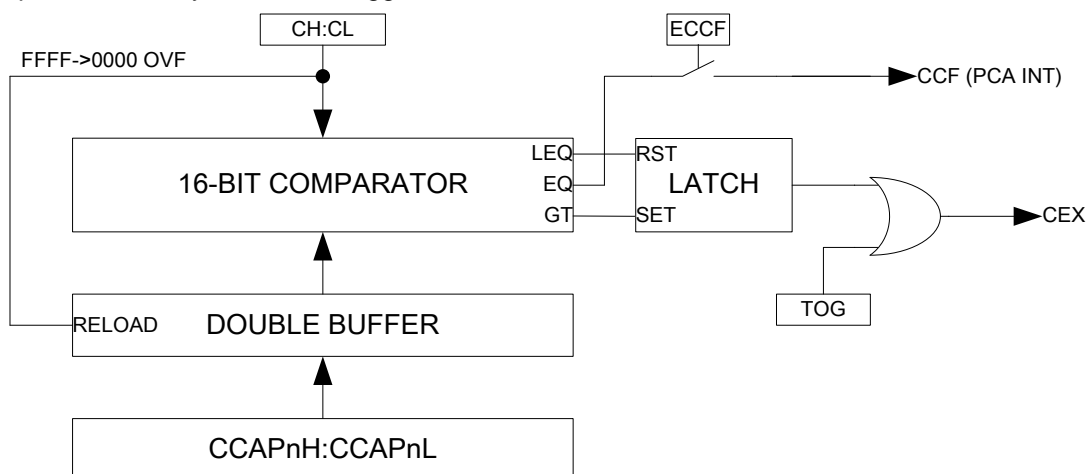 CH:CL
ECCF
FFFF->0000 OVF
CCF (PCA INT)
LEQ
RST
16-BIT COMPARATOR
EQ
LATCH
GT
SET
CEX
RELOAD
DOUBLE BUFFER
TOG
CCAPnH:CCAPnL